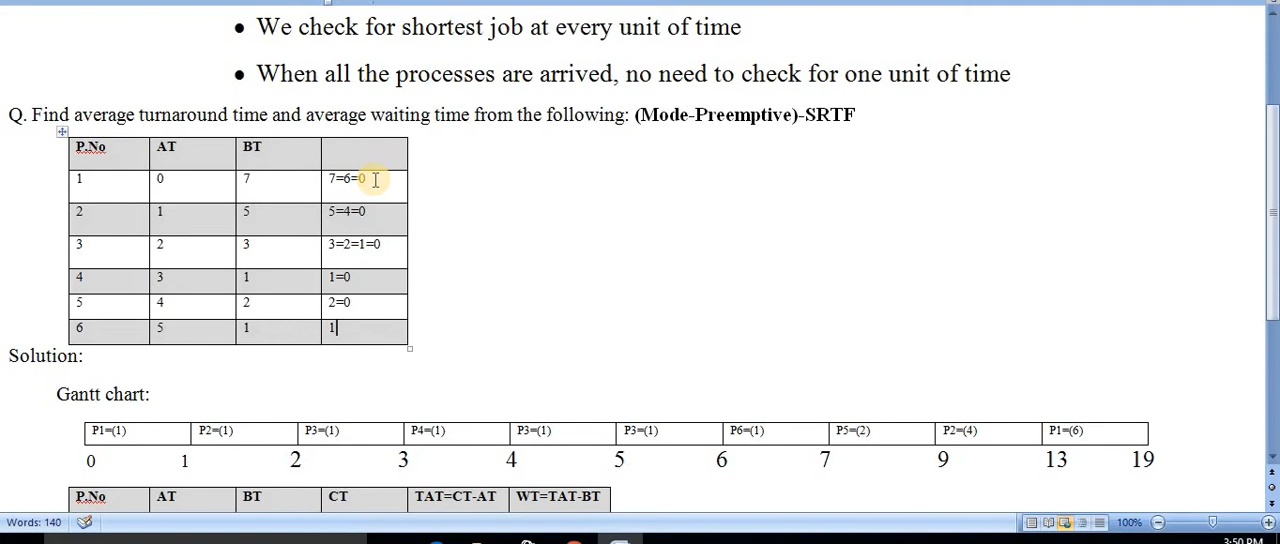 • We check for shortest job at every unit of time
• When all the processes are arrived, no need to check for one unit of time
Q. Find average turnaround time and average waiting time from the following: (Mode-Preemptive)-SRTF
P.No AT BT
1 0 7 7=6=0
2 1 5 5=4=0
3 2 3 3=2=1=0
4 3 1 1=0
5 4 2 2=0
6 5 1 1
Solution:
Gantt chart:
P1=(1) P2=(1) P3=(1) P4=(1) P3=(1) P3=(1) P6=(1) P5=(2) P2=(4) P1=(6)
0 1 2 3 4 5 6 7 9 13 19
P.No AT BT CT TAT=CT-AT WT=TAT-BT
Words: 140 100%
3:50 PM